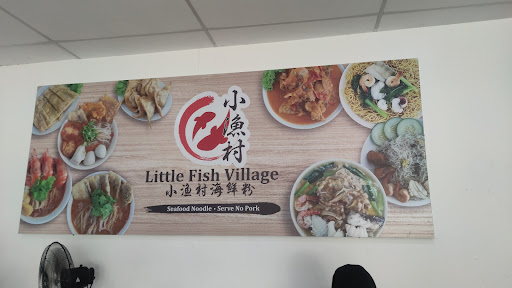 小漁村
Little Fish Village
小漁村海鮮粉
Seafood Noodle - Serve No Pork